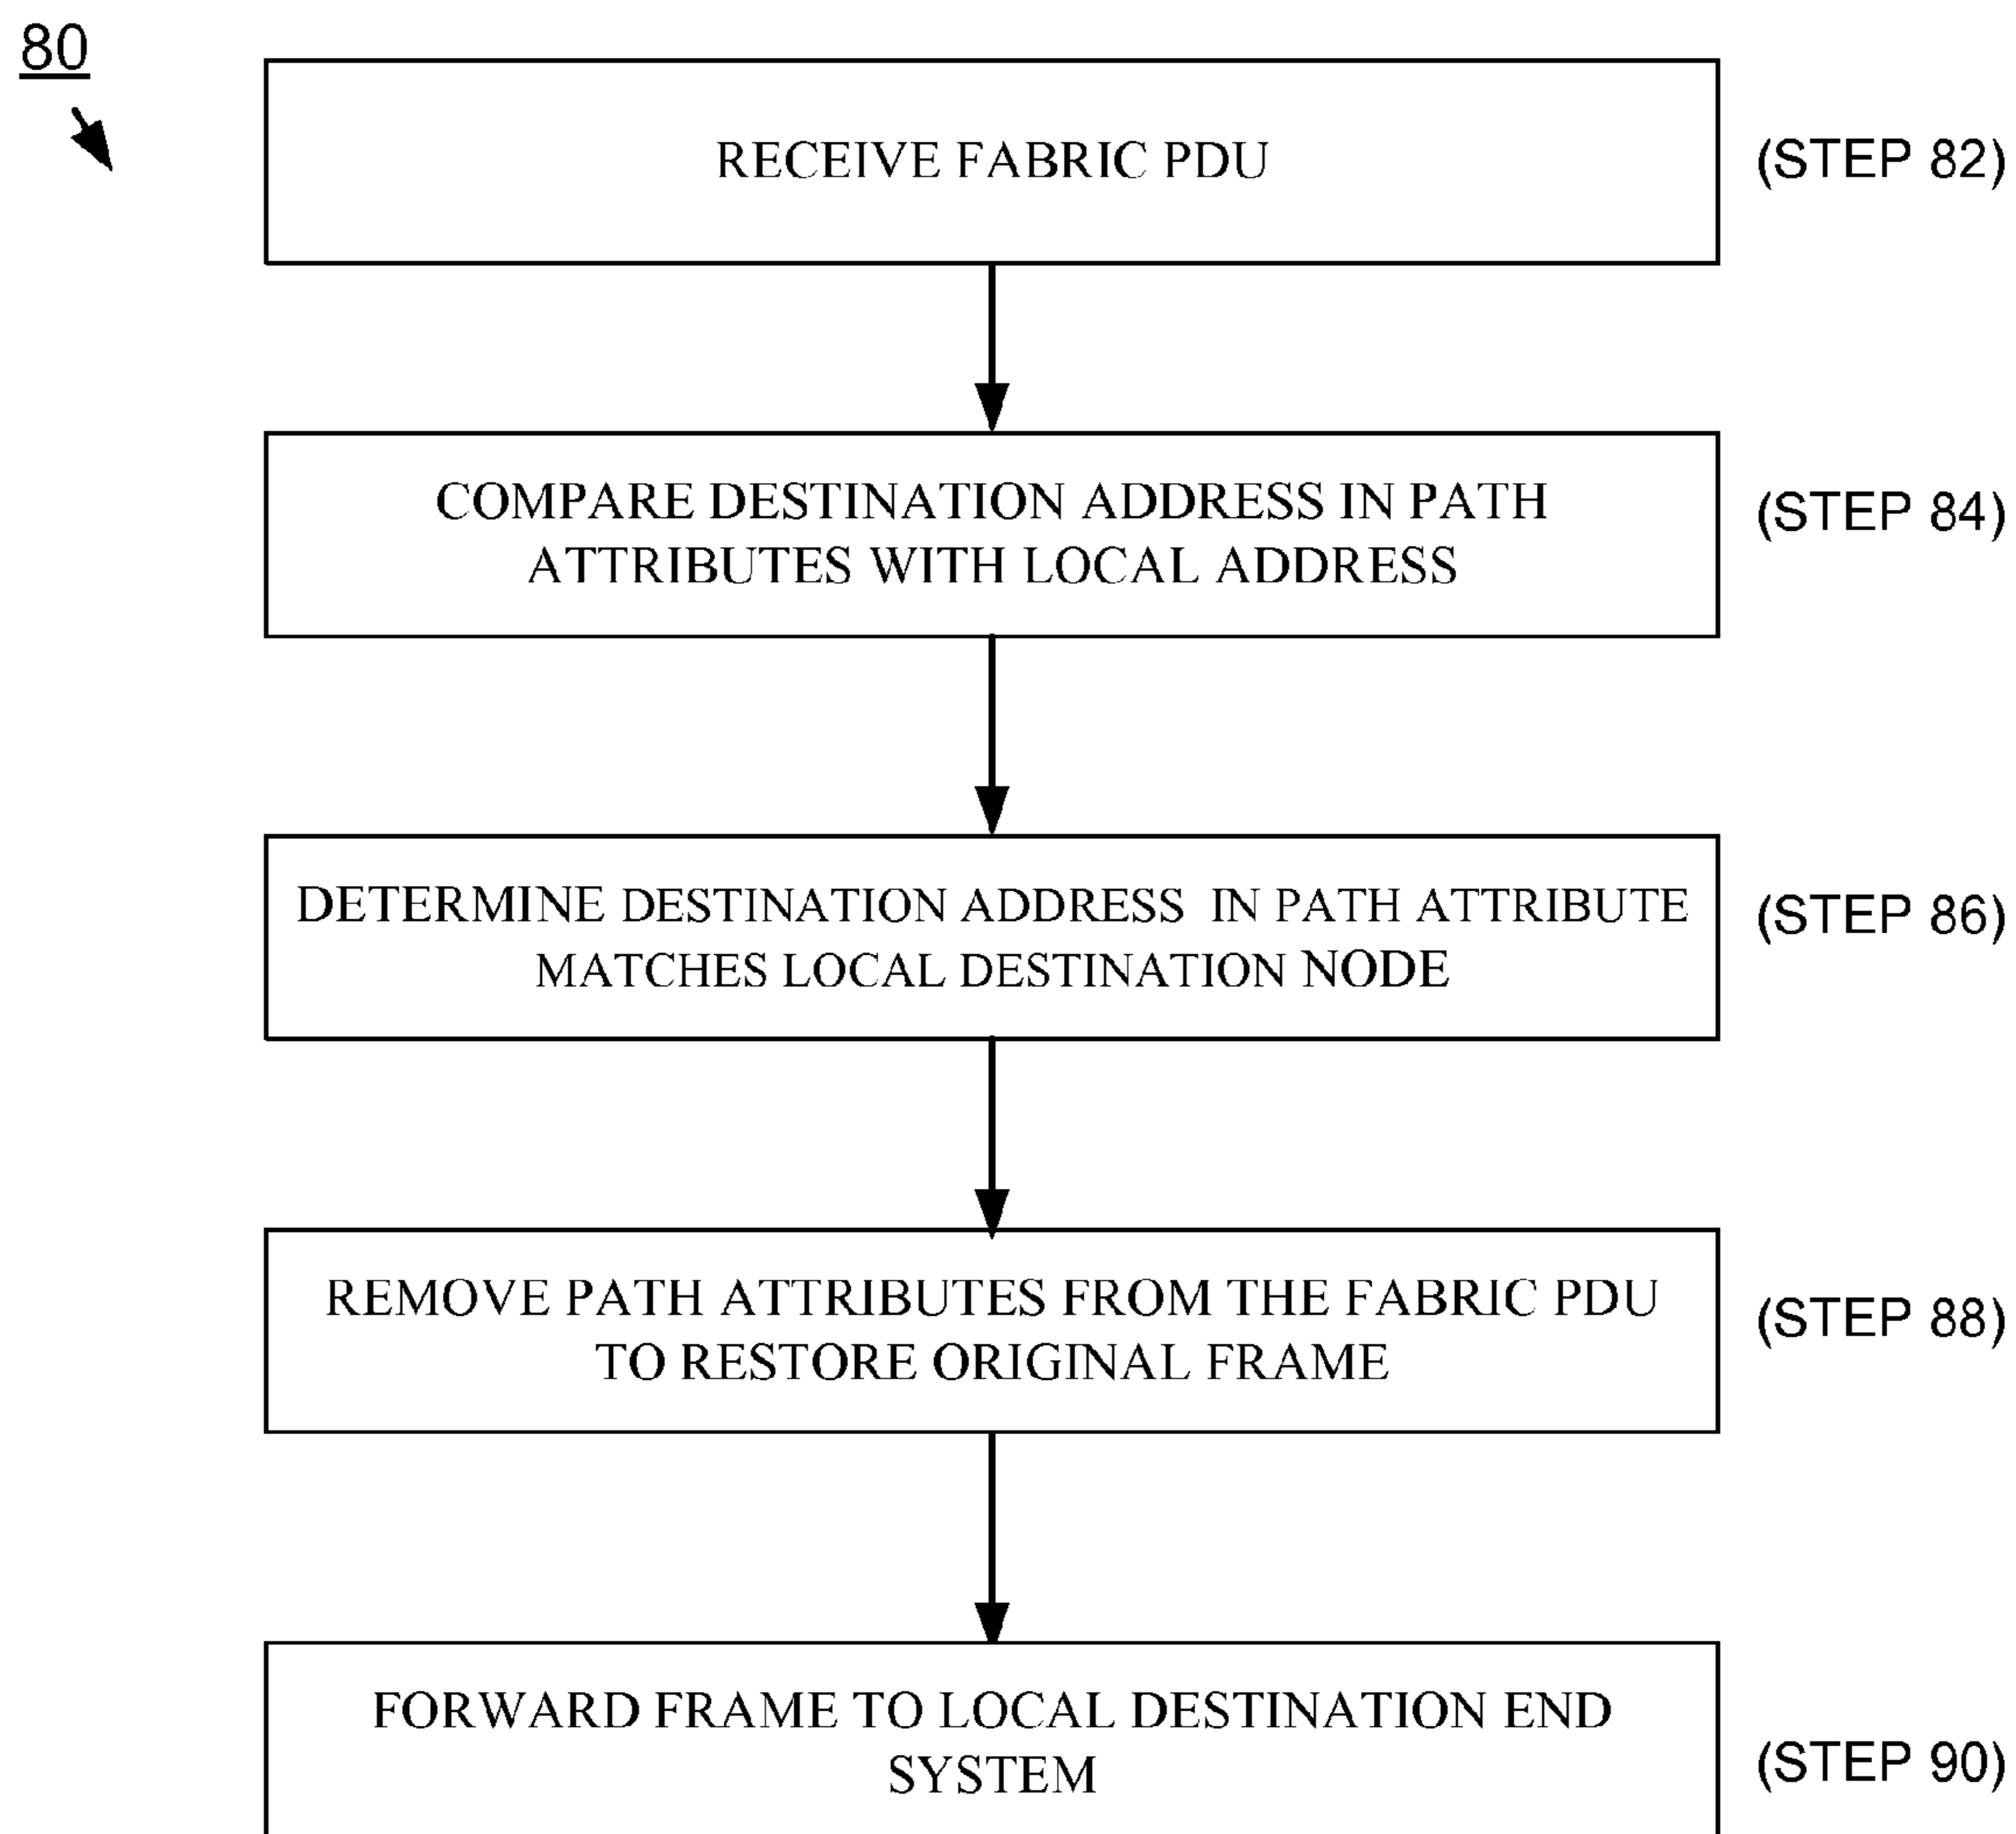 80
RECEIVE FABRIC PDU
(STEP 82)
COMPARE DESTINATION ADDRESS IN PATH
ATTRIBUTES WITH LOCAL ADDRESS
(STEP 84)
DETERMINE DESTINATION ADDRESS IN PATH ATTRIBUTE
MATCHES LOCAL DESTINATION NODE
(STEP 86)
REMOVE PATH ATTRIBUTES FROM THE FABRIC PDU
TO RESTORE ORIGINAL FRAME
(STEP 88)
FORWARD FRAME TO LOCAL DESTINATION END
SYSTEM
(STEP 90)